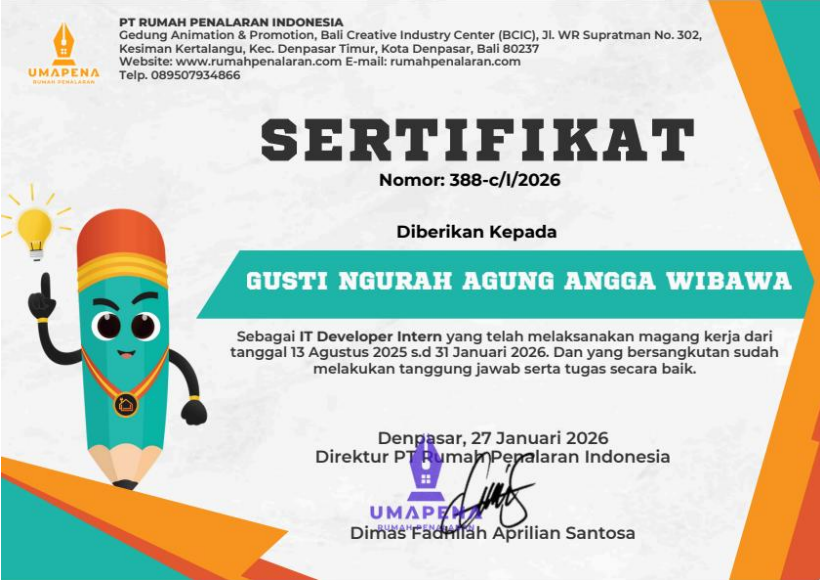 PT RUMAH PENALARAN INDONESIA
Gedung Animation & Promotion, Bali Creative Industry Center (BCIC), Jl. WR Supratman No. 302,
Kesiman Kertalangu, Kec. Denpasar Timur, Kota Denpasar, Bali 80237
Website: www.rumahpenalaran.com E-mail: rumahpenalaran.com
Telp. 089507934866
UMAPENA
RUMAH PENALARAN
SERTIFIKAT
Nomor: 388-c/I/2026
Diberikan Kepada
GUSTI NGURAH AGUNG ANGGA WIBAWA
Sebagai IT Developer Intern yang telah melaksanakan magang kerja dari
tanggal 13 Agustus 2025 s.d 31 Januari 2026. Dan yang bersangkutan sudah
melakukan tanggung jawab serta tugas secara baik.
Denpasar, 27 Januari 2026
Direktur PT Rumah Penalaran Indonesia
UMAPENA
RUMAH PENALARAN
Dimas Fadhilah Aprilian Santosa